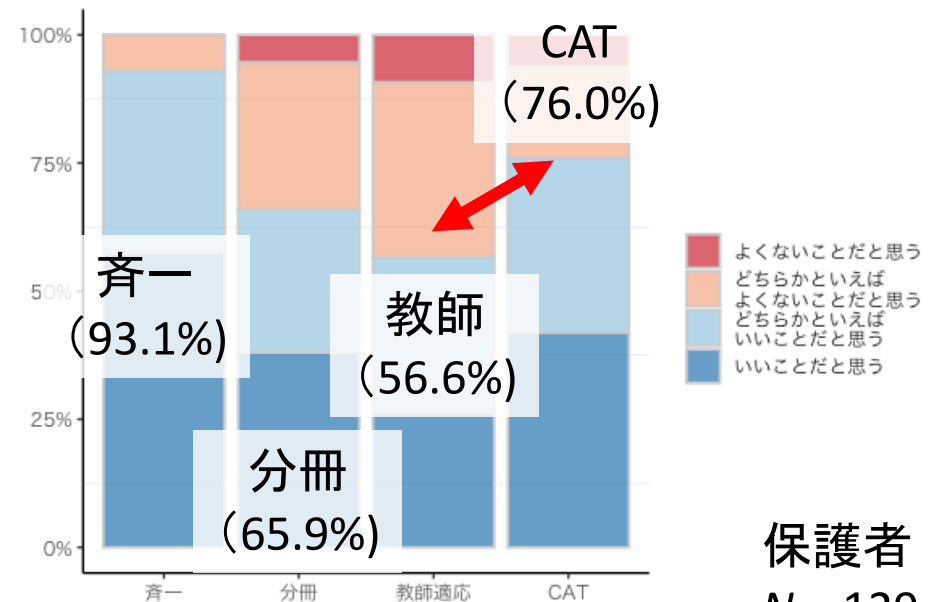 100%
75%
50%
25%
0%
CAT
（76.0%)
斉一
（93.1%)
教師
（56.6%)
分冊
（65.9%)
斉一
分冊
教師適応
CAT
よくないことだと思う
どちらかといえば
よくないことだと思う
どちらかといえば
いいことだと思う
いいことだと思う
保護者